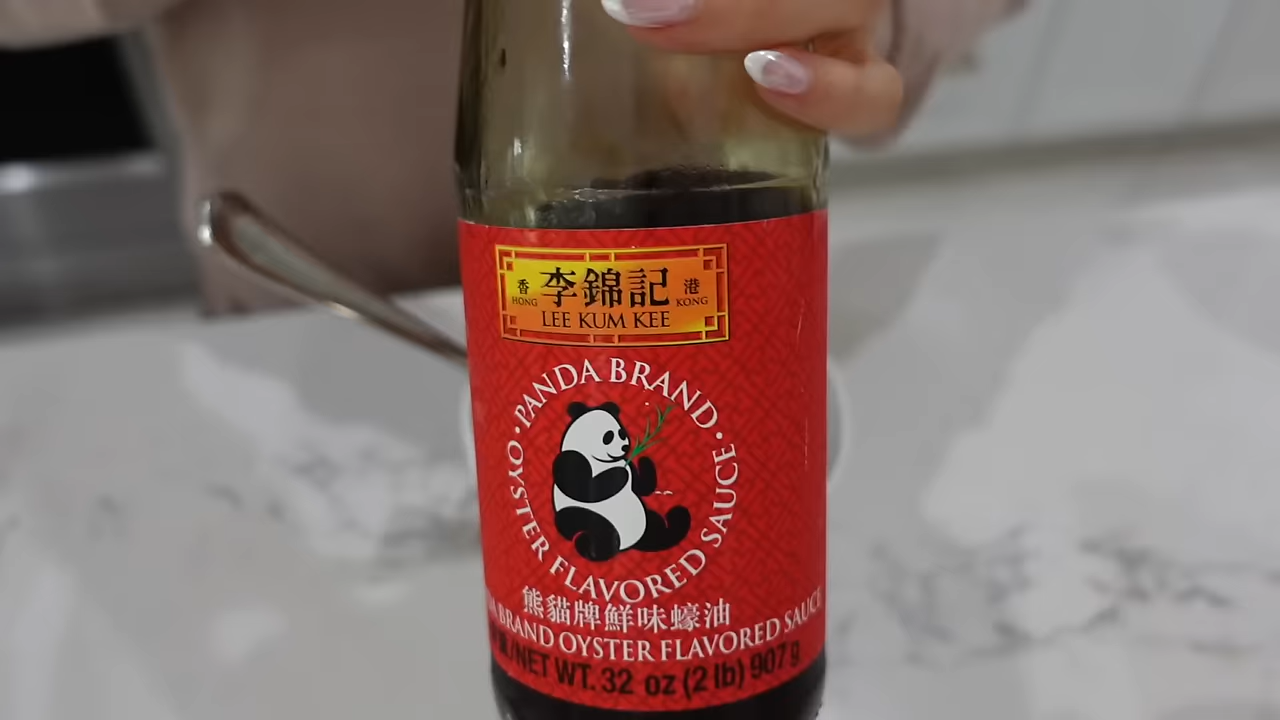 香 李錦記 港
HONG KONG
LEE KUM KEE
PANDA BRAND
• OYSTER FLAVORED SAUCE •
熊貓牌鮮味蠔油
BRAND OYSTER FLAVORED SAUCE
/NET WT. 32 oz (2 lb) 907g